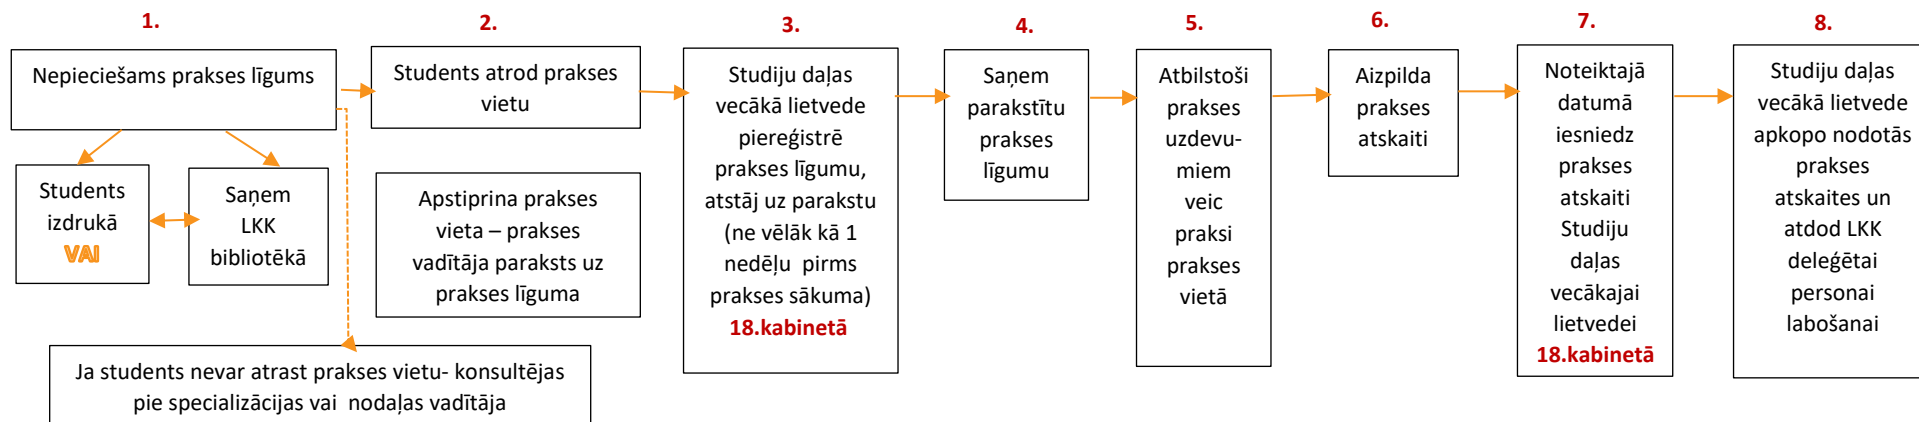 1.
Nepieciešams prakses līgums
Students
izdrukā
VAI
Saņem
LKK
bibliotēkā
2.
Students atrod prakses
vietu
Apstiprina prakses
vieta – prakses
vadītāja paraksts uz
prakses līguma
Ja students nevar atrast prakses vietu- konsultējas
pie specializācijas vai nodaļas vadītāja
3.
Studiju daļas
vecākā lietvede
piereģistrē
prakses līgumu,
atstāj uz parakstu
(ne vēlāk kā 1
nedēļu pirms
prakses sākuma)
18.kabinetā
4.
Saņem
parakstītu
prakses
līgumu
5.
Atbilstoši
prakses
uzdevu-
miem
veic
praksi
prakses
vietā
6.
Aizpilda
prakses
atskaiti
7.
Noteiktajā
datumā
iesniedz
prakses
atskaiti
Studiju
daļas
vecākajai
lietvedei
18.kabinetā
8.
Studiju daļas
vecākā lietvede
apkopo nodotās
prakses
atskaites un
atdod LKK
deleģētai
personai
labošanai